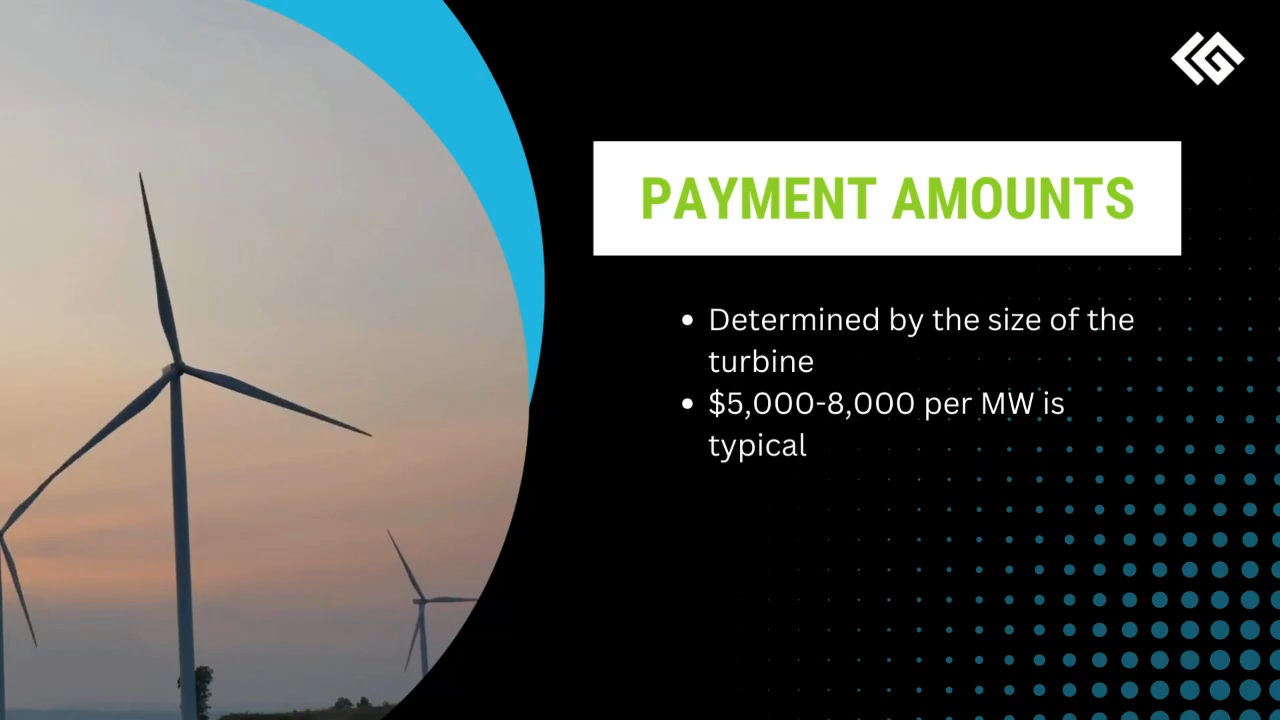 PAYMENT AMOUNTS
• Determined by the size of the
turbine
• $5,000-8,000 per MW is
typical